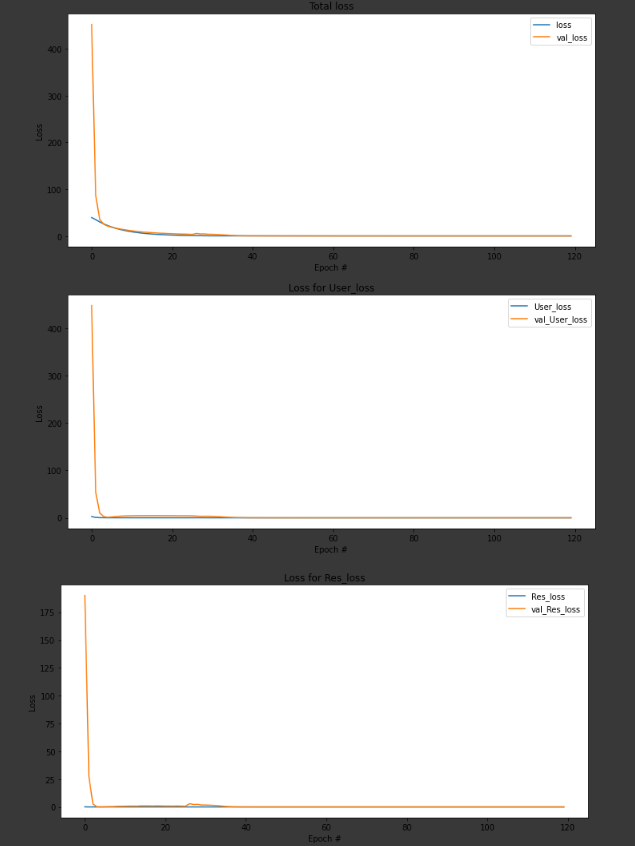 Total loss
loss
val_loss
400
300
200
100
0
Loss
0 20 40 60 80 100 120
Epoch #
Loss for User_loss
User_loss
val_User_loss
400
300
200
100
0
Loss
0 20 40 60 80 100 120
Epoch #
Loss for Res_loss
Res_loss
val_Res_loss
175
150
125
100
75
50
25
0
Loss
0 20 40 60 80 100 120
Epoch #